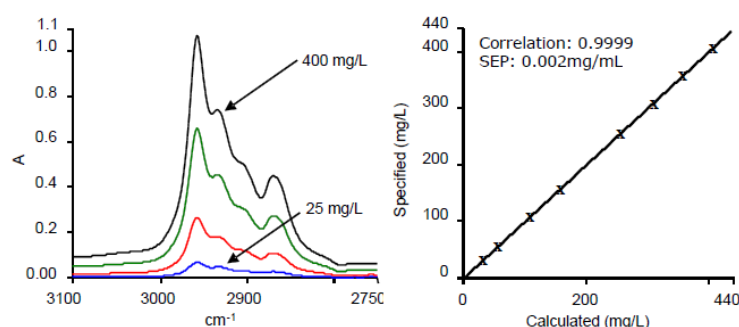 1.1
1.0
0.8
0.6
0.4
0.2
0.00
A
400 mg/L
25 mg/L
3100
3000
2900
2750
cm-1
440
400
300
200
100
0
Specified (mg/L)
Correlation: 0.9999
SEP: 0.002mg/mL
0
200
440
Calculated (mg/L)